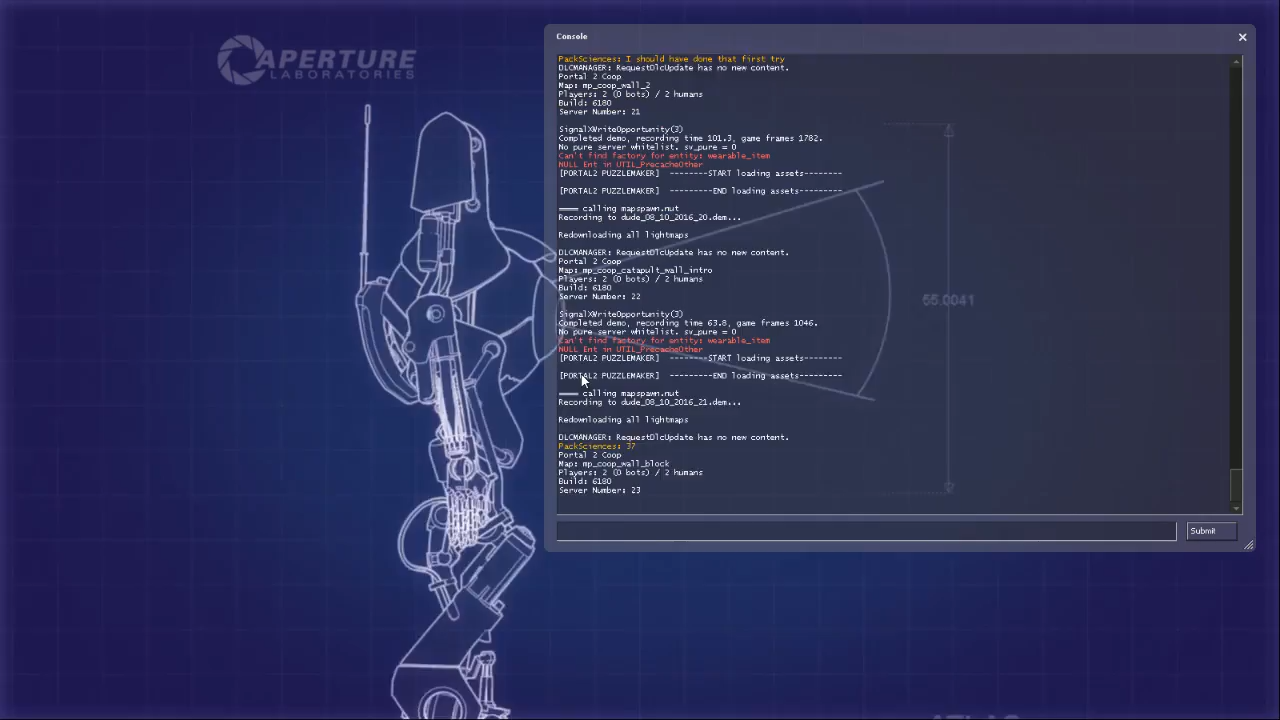 APERTURE
LABORATORIES
Console
PackSciences: I should have done that first try
DLCMANAGER: RequestDlcUpdate has no new content.
Portal 2 Coop
Map: mp_coop_wall_2
Players: 2 (0 bots) / 2 humans
Build: 6180
Server Number: 21
SignalXWriteOpportunity(3)
Completed demo, recording time 101.3, game frames 1782.
No pure server whitelist. sv_pure = 0
Can't find factory for entity: wearable_item
NULL Ent in UTIL_PrecacheOther
[PORTAL2 PUZZLEMAKER] --------START loading assets--------
[PORTAL2 PUZZLEMAKER] ---------END loading assets---------
==== calling mapspawn.nut
Recording to dude_08_10_2016_20.dem...
Redownloading all lightmaps
DLCMANAGER: RequestDlcUpdate has no new content.
Portal 2 Coop
Map: mp_coop_catapult_wall_intro
Players: 2 (0 bots) / 2 humans
Build: 6180
Server Number: 22
SignalXWriteOpportunity(3)
Completed demo, recording time 63.8, game frames 1046.
No pure server whitelist. sv_pure = 0
Can't find factory for entity: wearable_item
NULL Ent in UTIL_PrecacheOther
[PORTAL2 PUZZLEMAKER] --------START loading assets--------
[PORTAL2 PUZZLEMAKER] ---------END loading assets---------
==== calling mapspawn.nut
Recording to dude_08_10_2016_21.dem...
Redownloading all lightmaps
DLCMANAGER: RequestDlcUpdate has no new content.
PackSciences: 37
Portal 2 Coop
Map: mp_coop_wall_block
Players: 2 (0 bots) / 2 humans
Build: 6180
Server Number: 23
55.0041
Submit